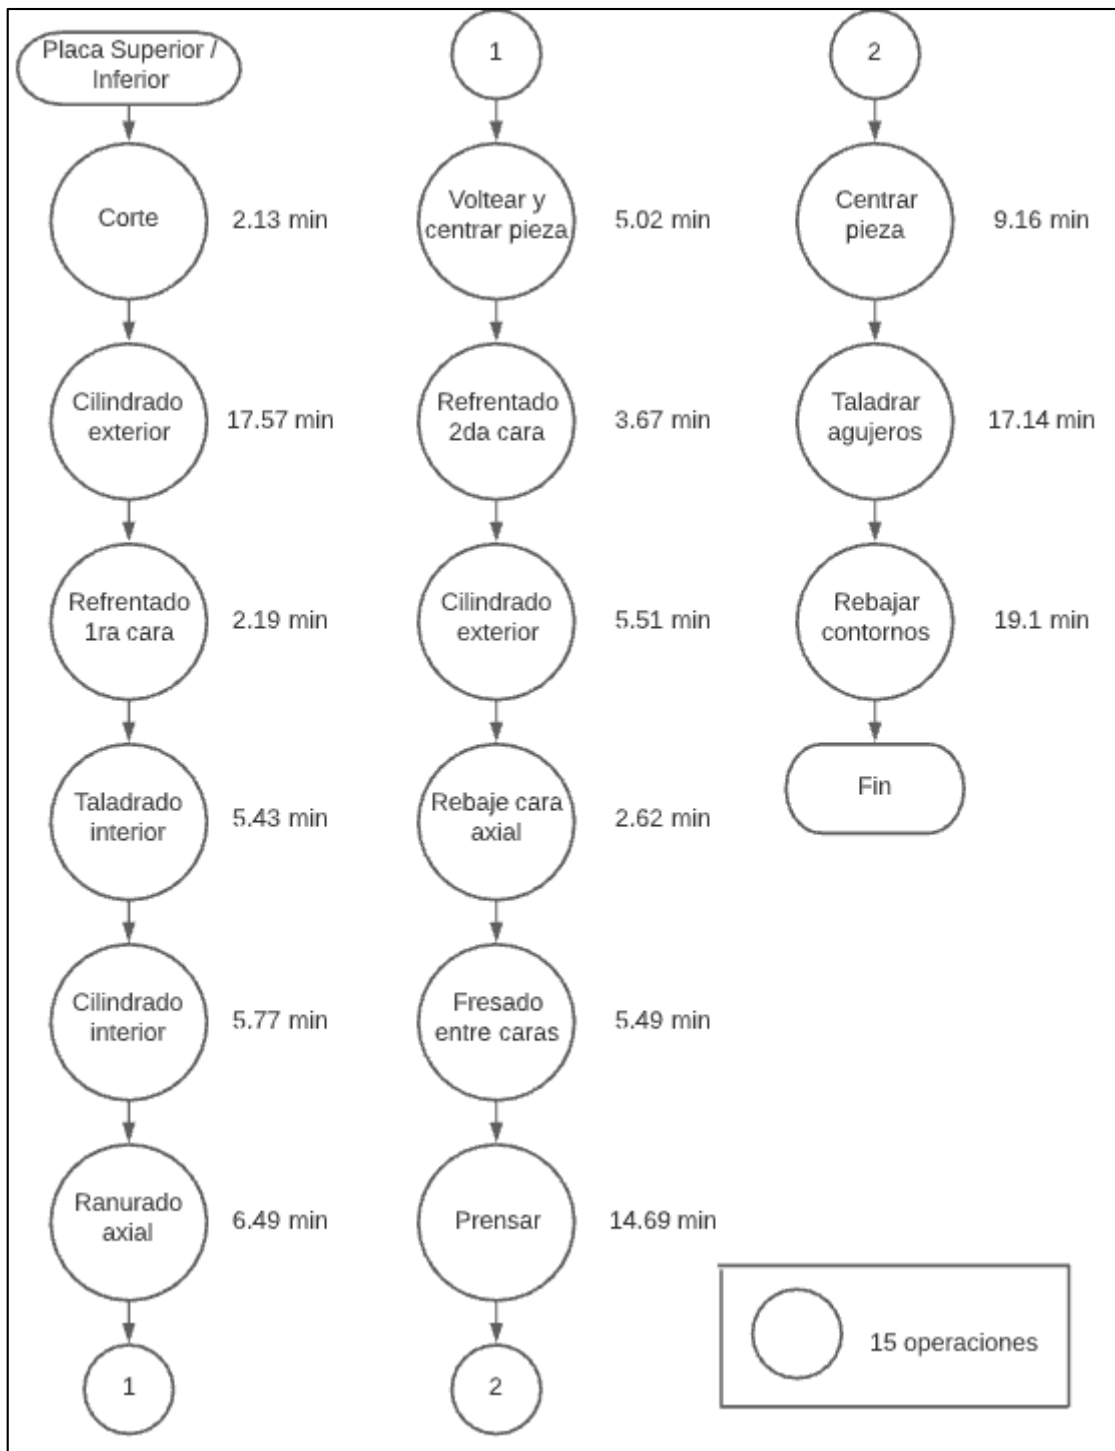 Placa Superior /
Inferior
Corte
2.13 min
Cilindrado
exterior
17.57 min
Refrentado
1ra cara
2.19 min
Taladrado
interior
5.43 min
Cilindrado
interior
5.77 min
Ranurado
axial
6.49 min
1
1
Voltear y
centrar pieza
5.02 min
Refrentado
2da cara
3.67 min
Cilindrado
exterior
5.51 min
Rebaje cara
axial
2.62 min
Fresado
entre caras
5.49 min
Prensar
14.69 min
2
2
Centrar
pieza
9.16 min
Taladrar
agujeros
17.14 min
Rebajar
contornos
19.1 min
Fin
15 operaciones